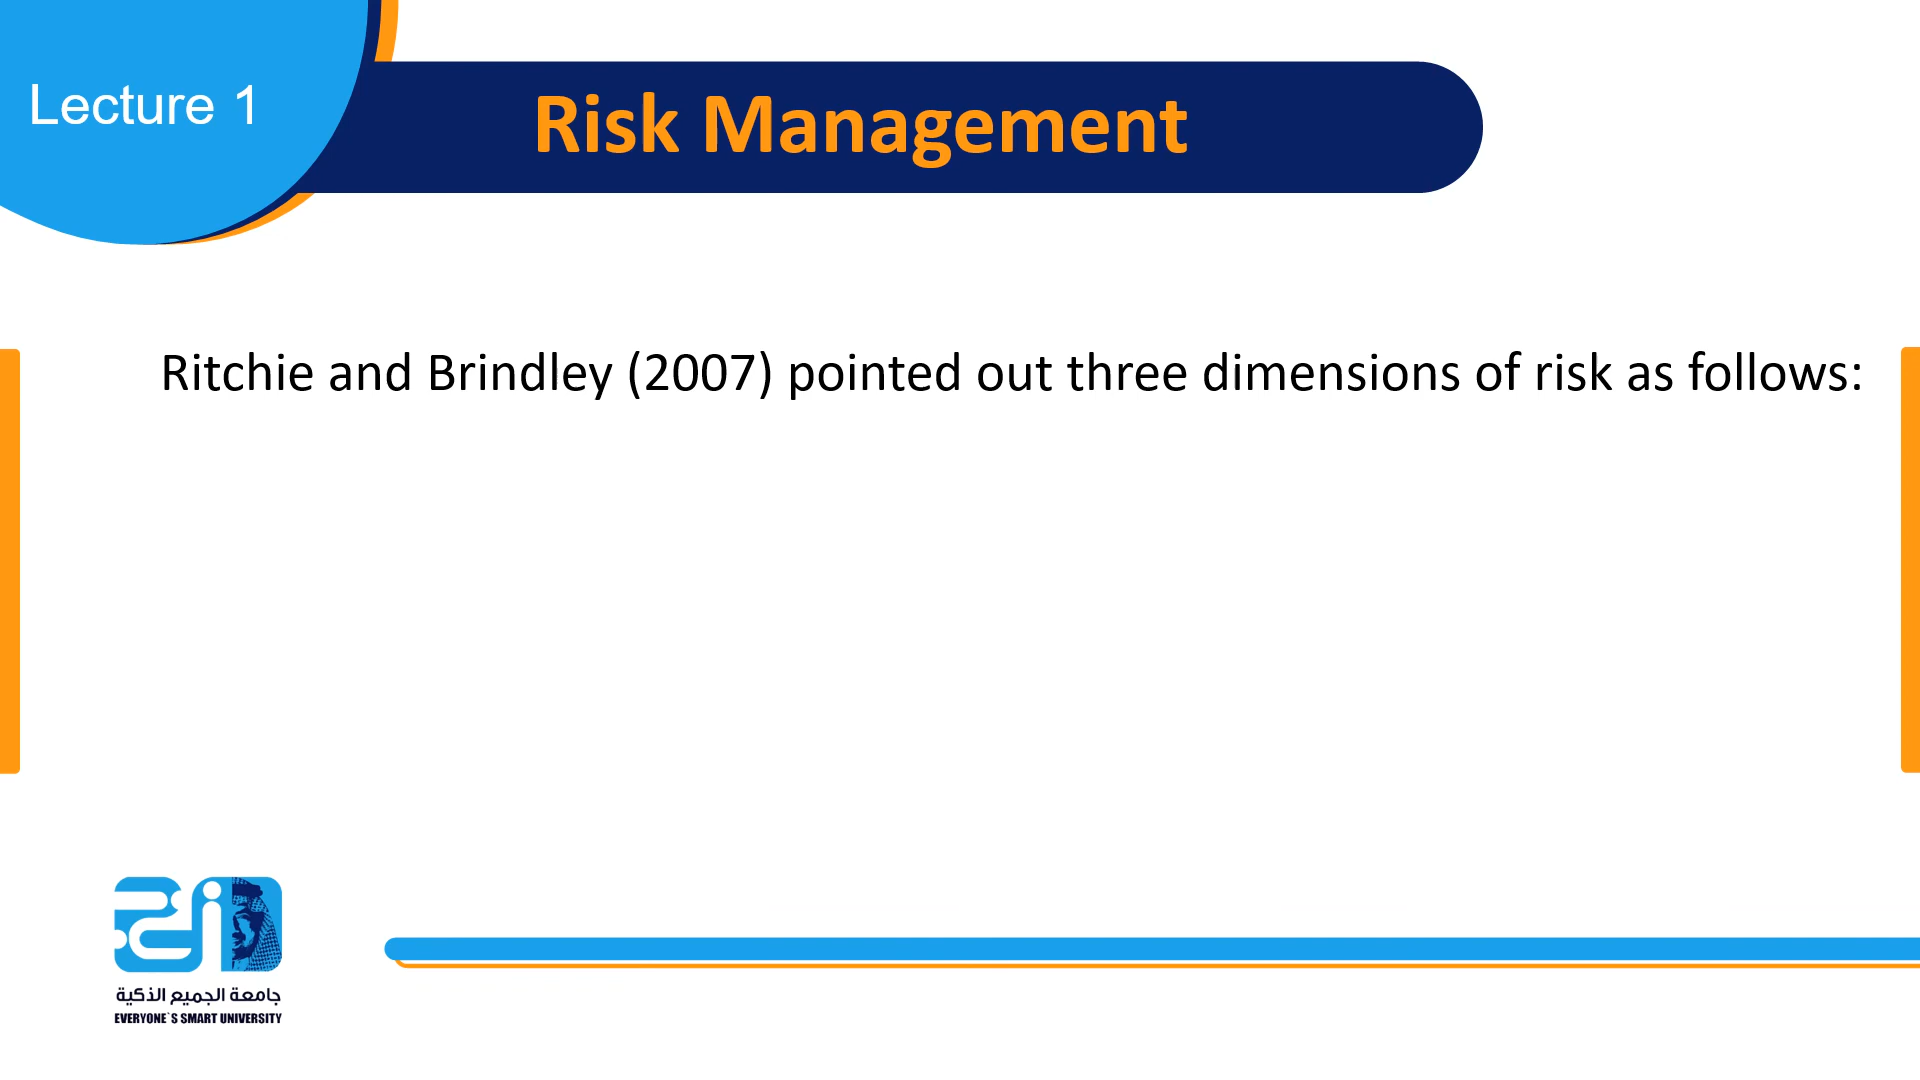 Lecture 1
Risk Management
Ritchie and Brindley (2007) pointed out three dimensions of risk as follows:
جامعة الجميع الذكية
EVERYONE`S SMART UNIVERSITY